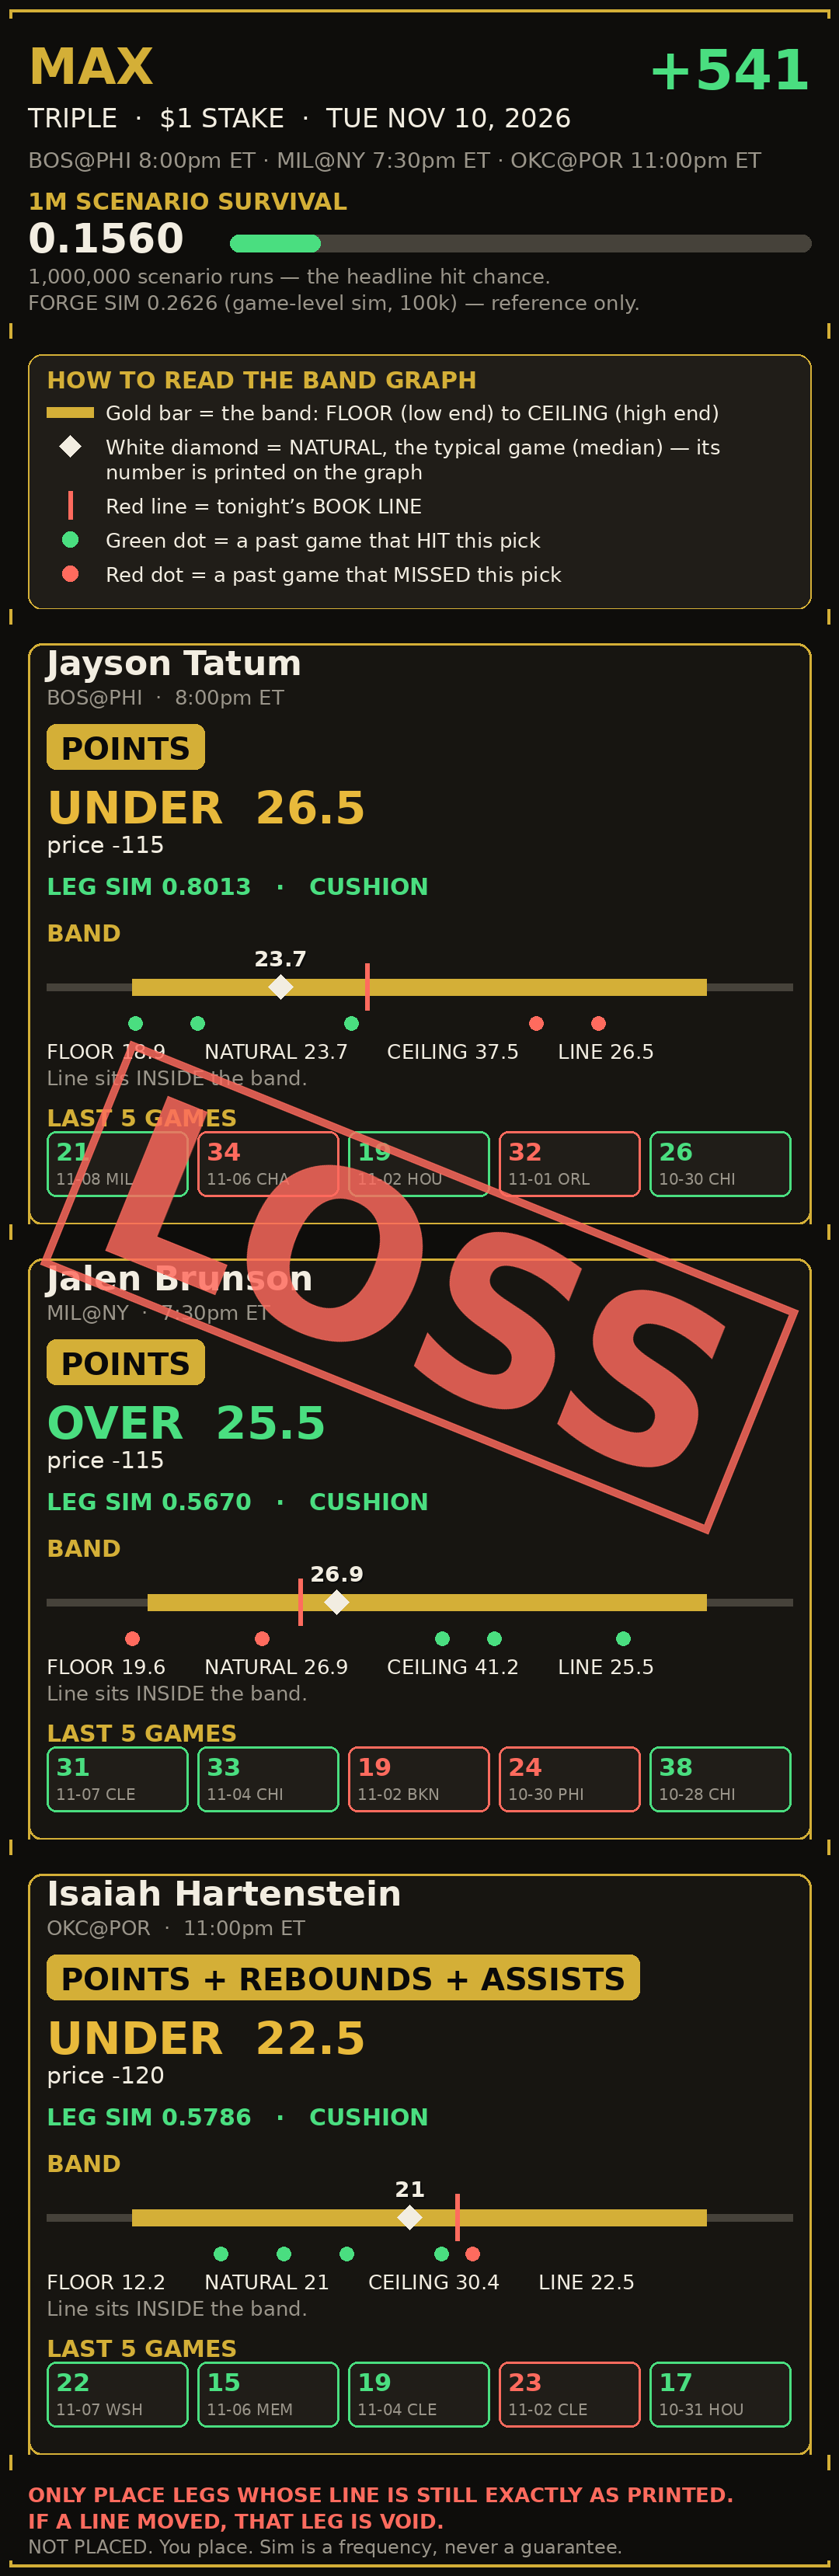 MAX
+541
TRIPLE · $1 STAKE · TUE NOV 10, 2026
BOS@PHI 8:00pm ET · MIL@NY 7:30pm ET · OKC@POR 11:00pm ET
1M SCENARIO SURVIVAL
0.1560
1,000,000 scenario runs — the headline hit chance.
FORGE SIM 0.2626 (game-level sim, 100k) — reference only.
HOW TO READ THE BAND GRAPH
Gold bar = the band: FLOOR (low end) to CEILING (high end)
White diamond = NATURAL, the typical game (median) — its
number is printed on the graph
Red line = tonight’s BOOK LINE
Green dot = a past game that HIT this pick
Red dot = a past game that MISSED this pick
Jayson Tatum
BOS@PHI · 8:00pm ET
POINTS
UNDER 26.5
price -115
LEG SIM 0.8013 · CUSHION
BAND
23.7
FLOOR 18.9 NATURAL 23.7 CEILING 37.5 LINE 26.5
Line sits INSIDE the band.
LAST 5 GAMES
21 34 19 32 26
11-08 MIL 11-06 CHA 11-02 HOU 11-01 ORL 10-30 CHI
LOSS
Jalen Brunson
MIL@NY · 7:30pm ET
POINTS
OVER 25.5
price -115
LEG SIM 0.5670 · CUSHION
BAND
26.9
FLOOR 19.6 NATURAL 26.9 CEILING 41.2 LINE 25.5
Line sits INSIDE the band.
LAST 5 GAMES
31 33 19 24 38
11-07 CLE 11-04 CHI 11-02 BKN 10-30 PHI 10-28 CHI
Isaiah Hartenstein
OKC@POR · 11:00pm ET
POINTS + REBOUNDS + ASSISTS
UNDER 22.5
price -120
LEG SIM 0.5786 · CUSHION
BAND
21
FLOOR 12.2 NATURAL 21 CEILING 30.4 LINE 22.5
Line sits INSIDE the band.
LAST 5 GAMES
22 15 19 23 17
11-07 WSH 11-06 MEM 11-04 CLE 11-02 CLE 10-31 HOU
ONLY PLACE LEGS WHOSE LINE IS STILL EXACTLY AS PRINTED.
IF A LINE MOVED, THAT LEG IS VOID.
NOT PLACED. You place. Sim is a frequency, never a guarantee.